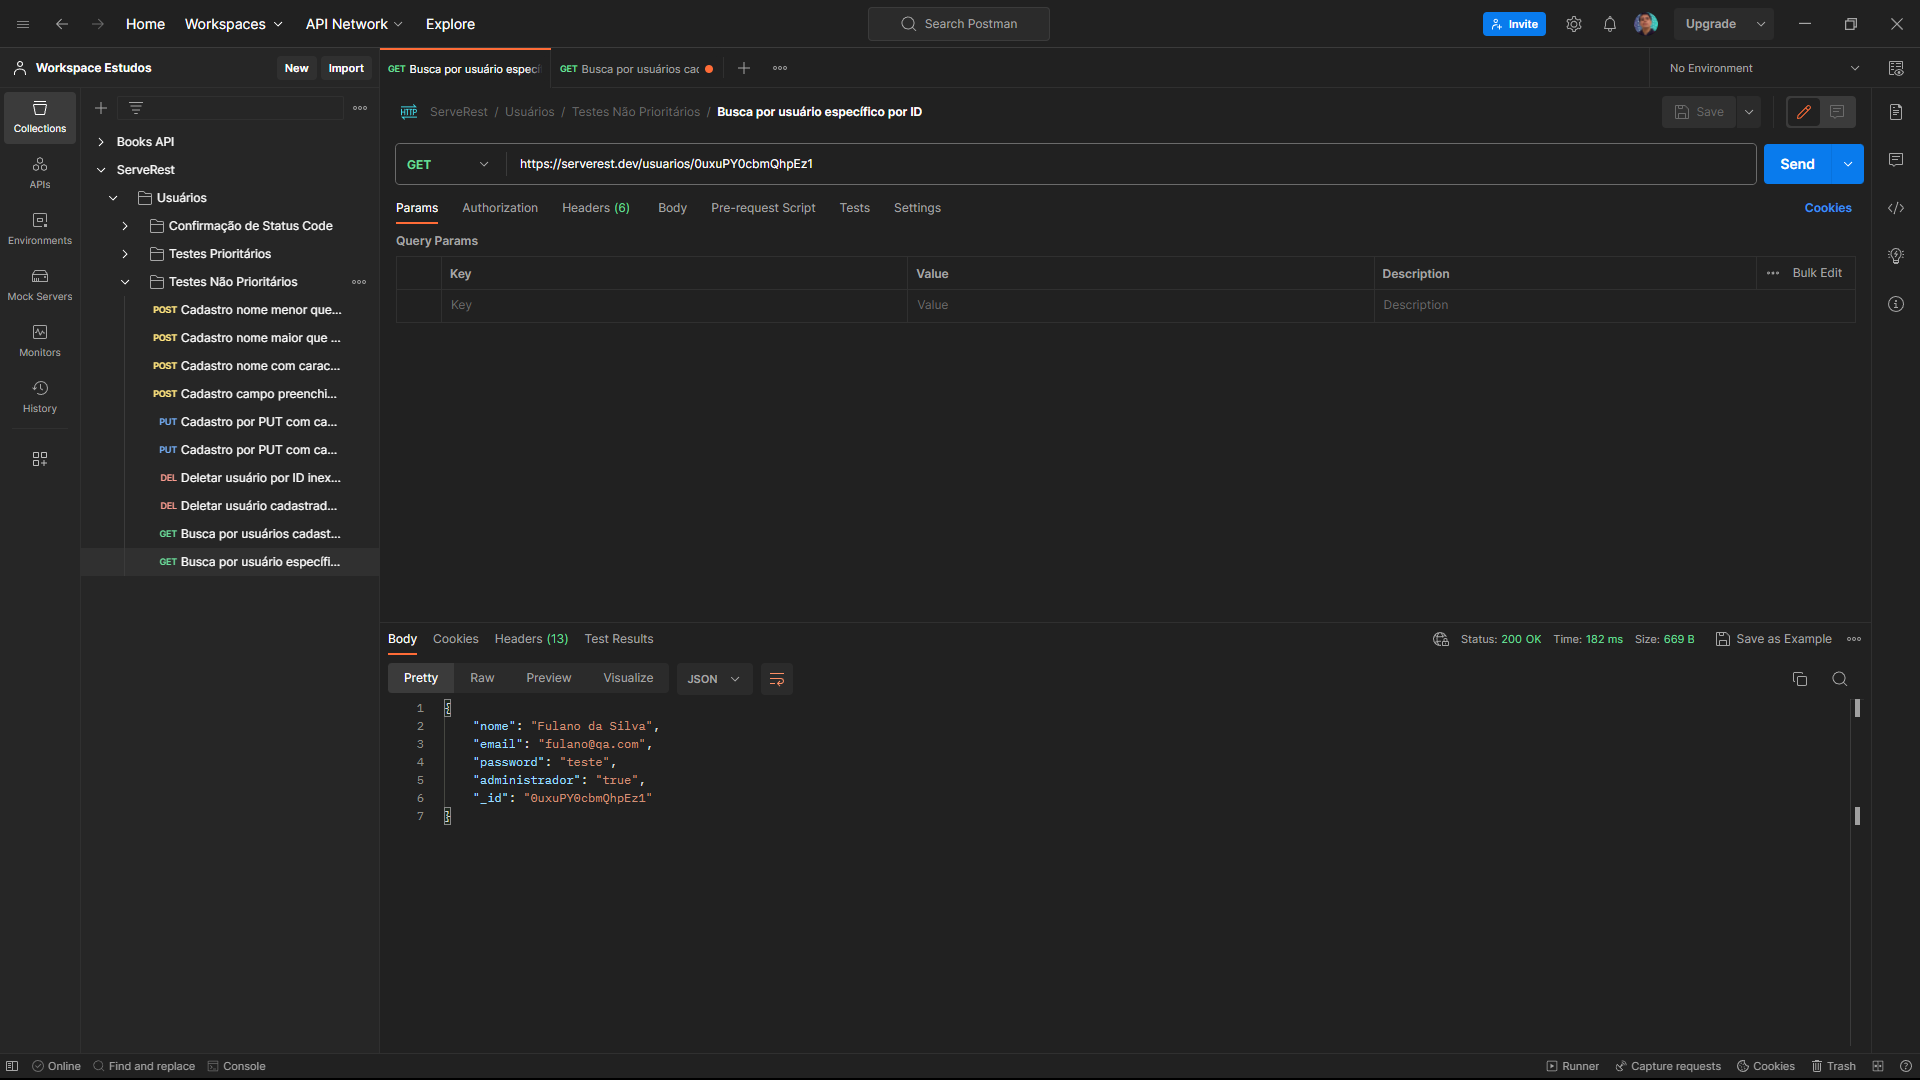 Home Workspaces API Network Explore Search Postman Invite Upgrade
Workspace Estudos New Import
GET Busca por usuário especí GET Busca por usuários cac No Environment
Collections
APIs
Environments
Mock Servers
Monitors
History
Books API
ServeRest
Usuários
Confirmação de Status Code
Testes Prioritários
Testes Não Prioritários
POST Cadastro nome menor que...
POST Cadastro nome maior que ...
POST Cadastro nome com carac...
POST Cadastro campo preenchi...
PUT Cadastro por PUT com ca...
PUT Cadastro por PUT com ca...
DEL Deletar usuário por ID inex...
DEL Deletar usuário cadastrad...
GET Busca por usuários cadast...
GET Busca por usuário específi...
HTTP ServeRest / Usuários / Testes Não Prioritários / Busca por usuário específico por ID Save
GET https://serverest.dev/usuarios/0uxuPY0cbmQhpEz1 Send
Params Authorization Headers (6) Body Pre-request Script Tests Settings Cookies
Query Params
Key Value Description Bulk Edit
Key Value Description
Body Cookies Headers (13) Test Results Status: 200 OK Time: 182 ms Size: 669 B Save as Example
Pretty Raw Preview Visualize JSON
1 {
2 "nome": "Fulano da Silva",
3 "email": "fulano@qa.com",
4 "password": "teste",
5 "administrador": "true",
6 "_id": "0uxuPY0cbmQhpEz1"
7 }
Online Find and replace Console Runner Capture requests Cookies Trash